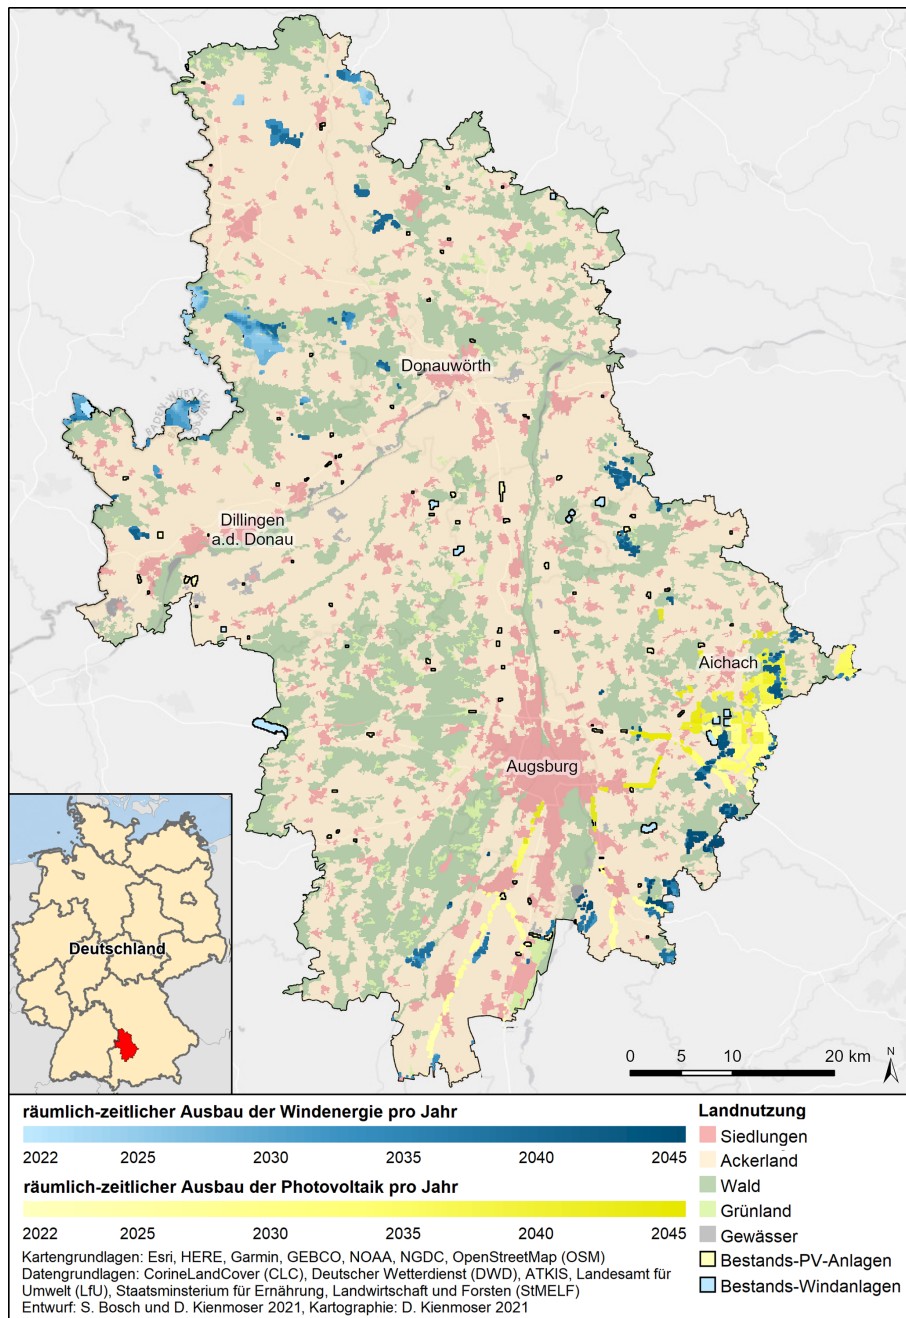 Donauwörth
Dillingen
a.d. Donau
Aichach
Augsburg
Deutschland
0 5 10 20 km
N
räumlich-zeitlicher Ausbau der Windenergie pro Jahr
2022 2025 2030 2035 2040 2045
räumlich-zeitlicher Ausbau der Photovoltaik pro Jahr
2022 2025 2030 2035 2040 2045
Kartengrundlagen: Esri, HERE, Garmin, GEBCO, NOAA, NGDC, OpenStreetMap (OSM)
Datengrundlagen: CorineLandCover (CLC), Deutscher Wetterdienst (DWD), ATKIS, Landesamt für
Umwelt (LfU), Staatsminsterium für Ernährung, Landwirtschaft und Forsten (StMELF)
Entwurf: S. Bosch und D. Kienmoser 2021, Kartographie: D. Kienmoser 2021
Landnutzung
Siedlungen
Ackerland
Wald
Grünland
Gewässer
Bestands-PV-Anlagen
Bestands-Windanlagen